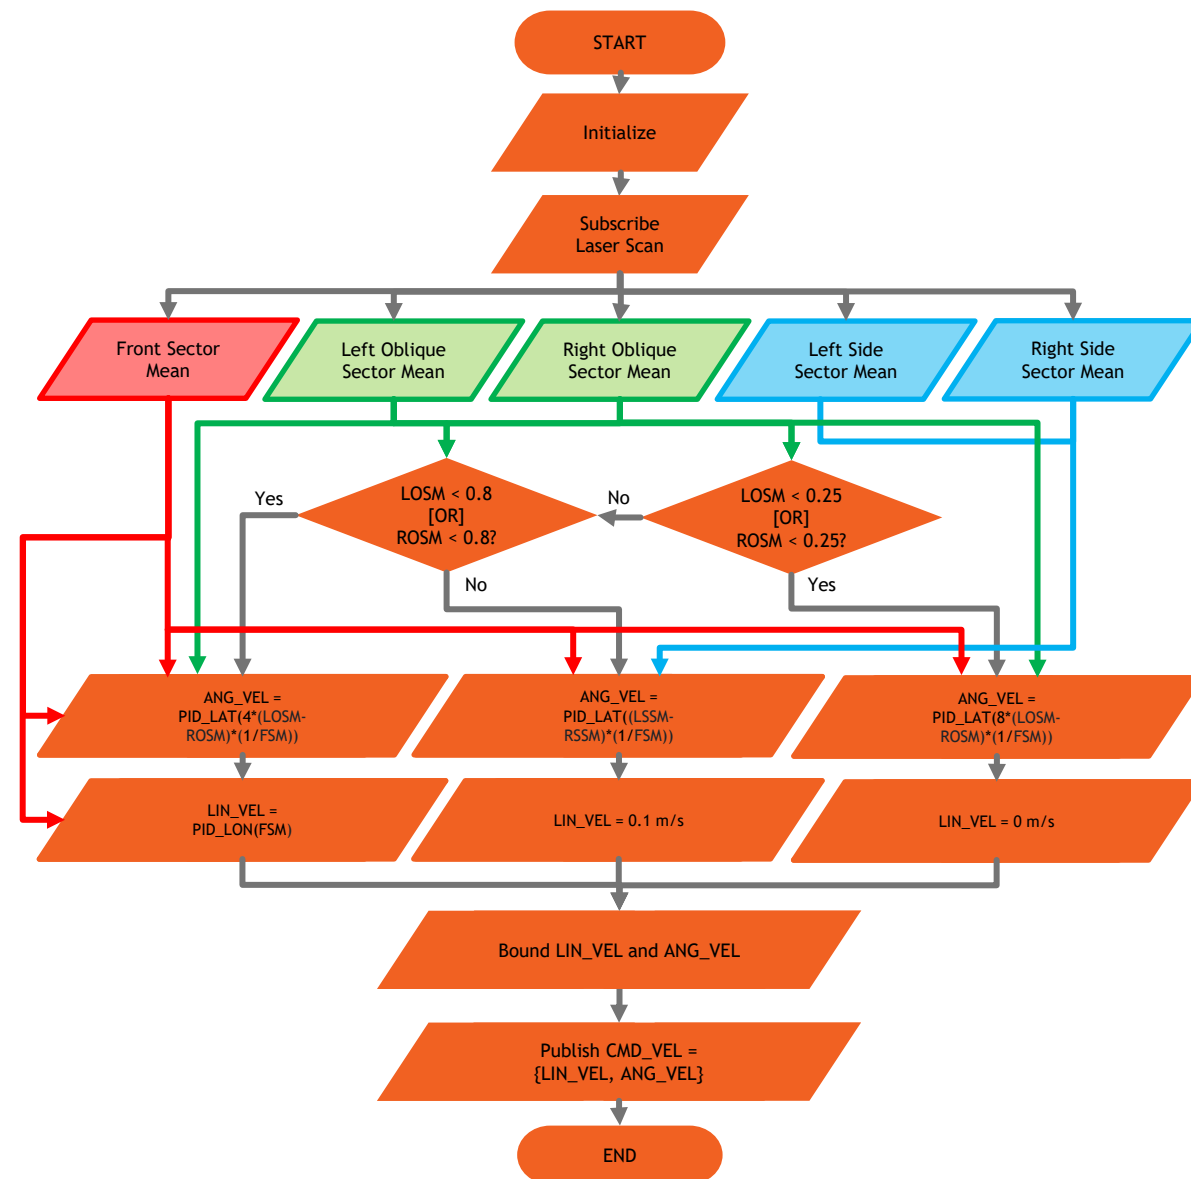 START
Initialize
Subscribe
Laser Scan
Front Sector
Mean
Left Oblique
Sector Mean
Right Oblique
Sector Mean
Left Side
Sector Mean
Right Side
Sector Mean
Yes
LOSM < 0.8
[OR]
ROSM < 0.8?
No
LOSM < 0.25
[OR]
ROSM < 0.25?
No
Yes
ANG_VEL =
PID_LAT(4*(LOSM-
ROSM)*(1/FSM))
ANG_VEL =
PID_LAT((LSSM-
RSSM)*(1/FSM))
ANG_VEL =
PID_LAT(8*(LOSM-
ROSM)*(1/FSM))
LIN_VEL =
PID_LON(FSM)
LIN_VEL = 0.1 m/s
LIN_VEL = 0 m/s
Bound LIN_VEL and ANG_VEL
Publish CMD_VEL =
{LIN_VEL, ANG_VEL}
END